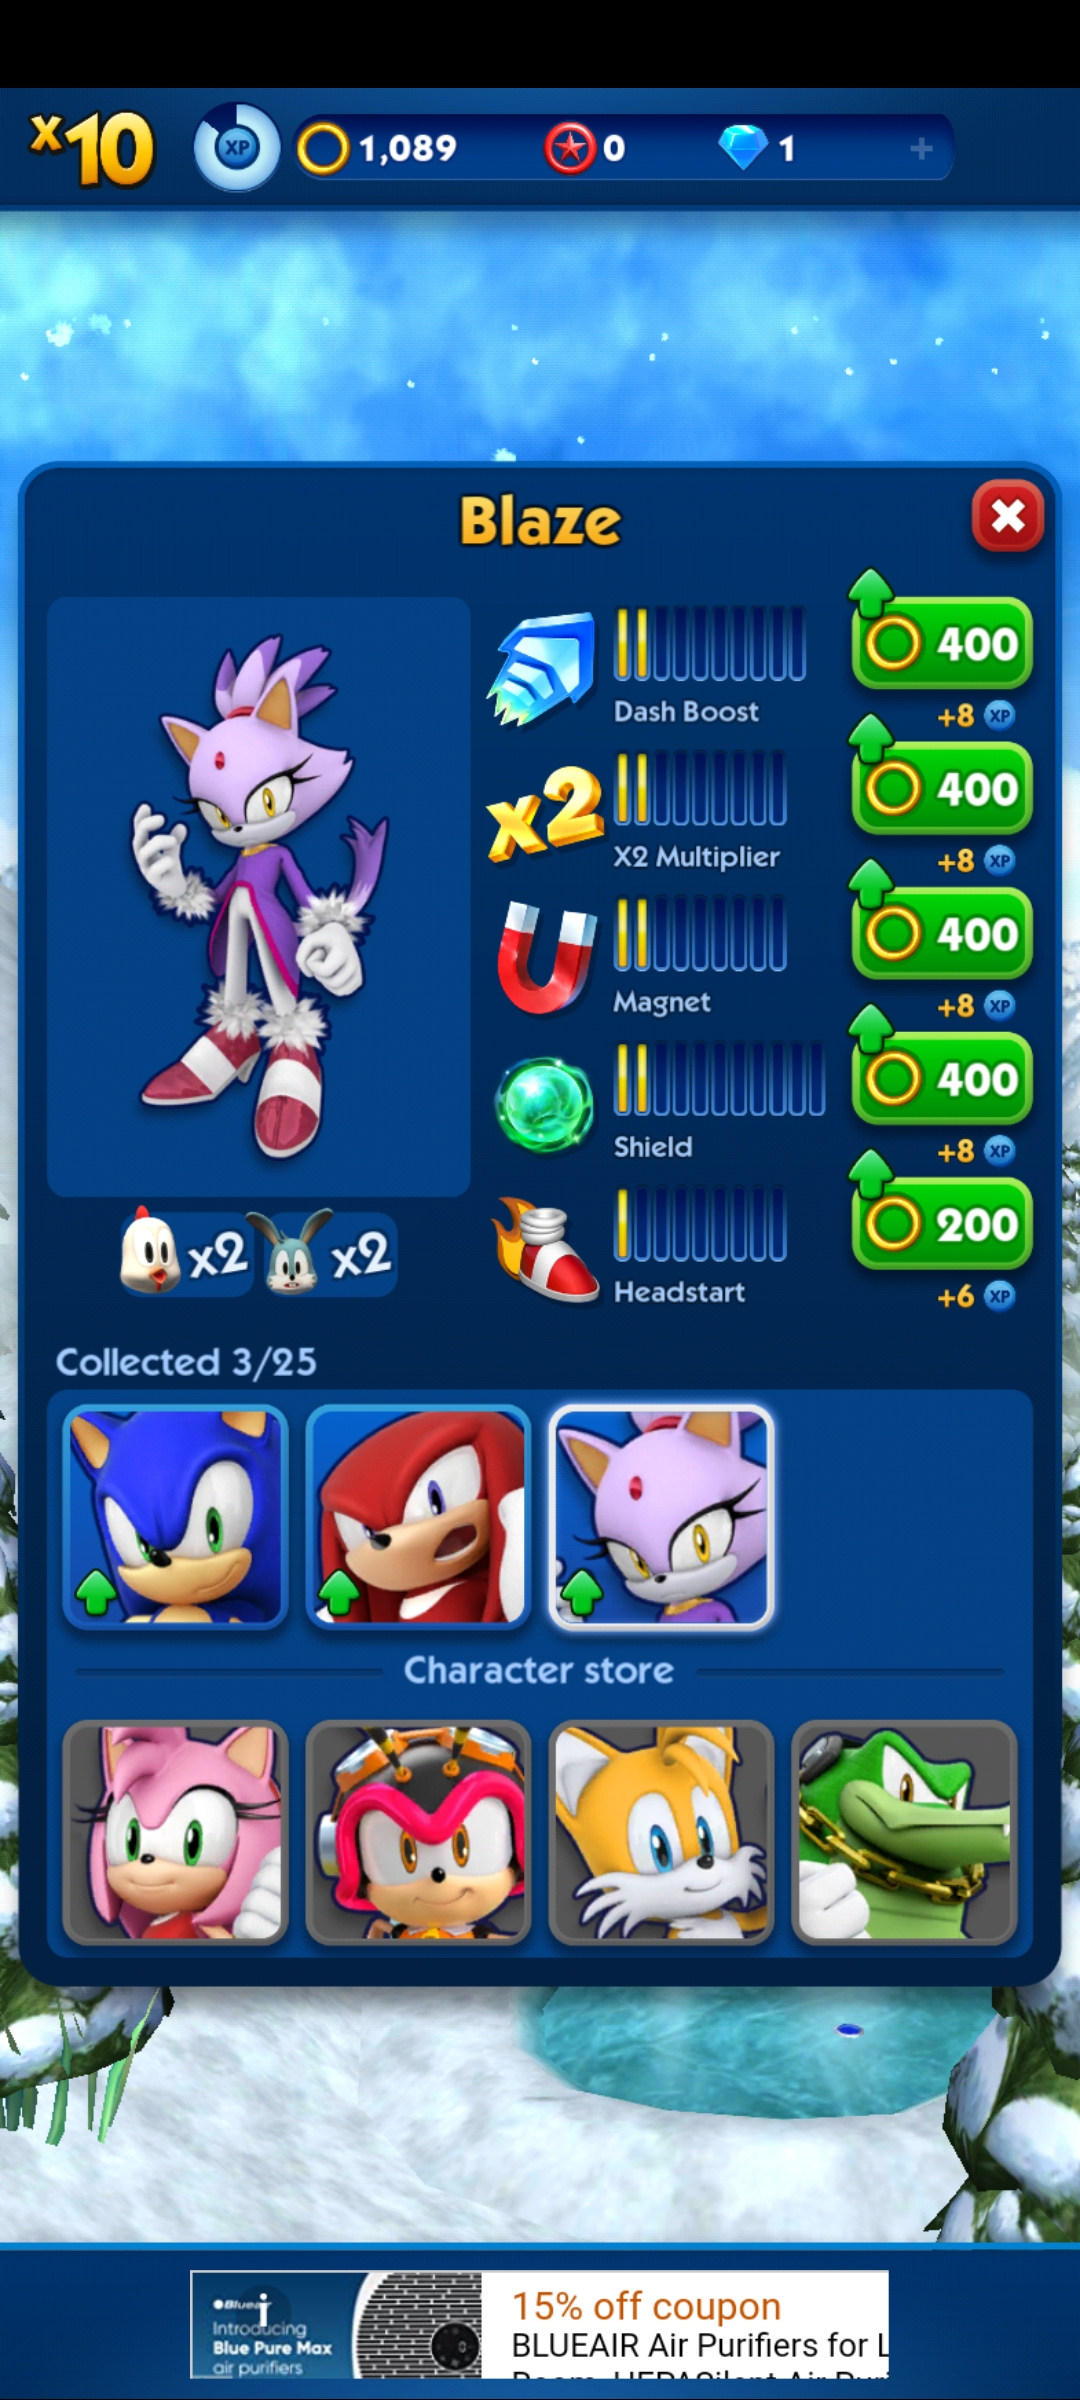 x10
XP
1,089
0
1
+
Blaze
400
Dash Boost
+8 XP
x2
400
X2 Multiplier
+8 XP
400
Magnet
+8 XP
400
Shield
+8 XP
x2
x2
200
Headstart
+6 XP
Collected 3/25
Character store
Introducing
Blue Pure Max
air purifiers
15% off coupon
BLUEAIR Air Purifiers for L